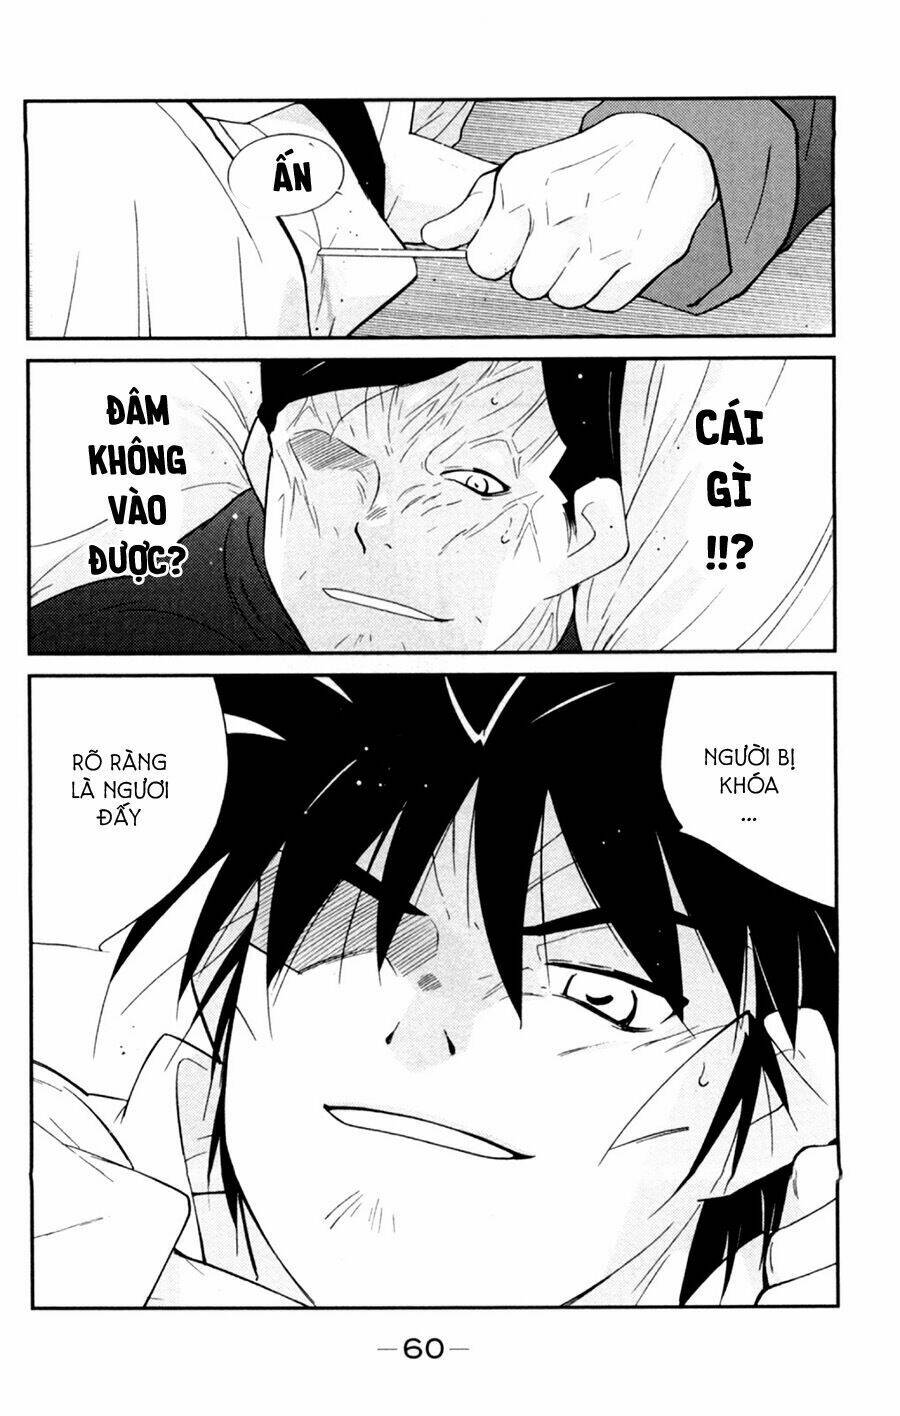 ẤN
CÁI
GÌ
!!?
ĐÂM
KHÔNG
VÀO
ĐƯỢC?
NGƯỜI BỊ
KHÓA
...
RÕ RÀNG
LÀ NGƯƠI
ĐẤY
—60—